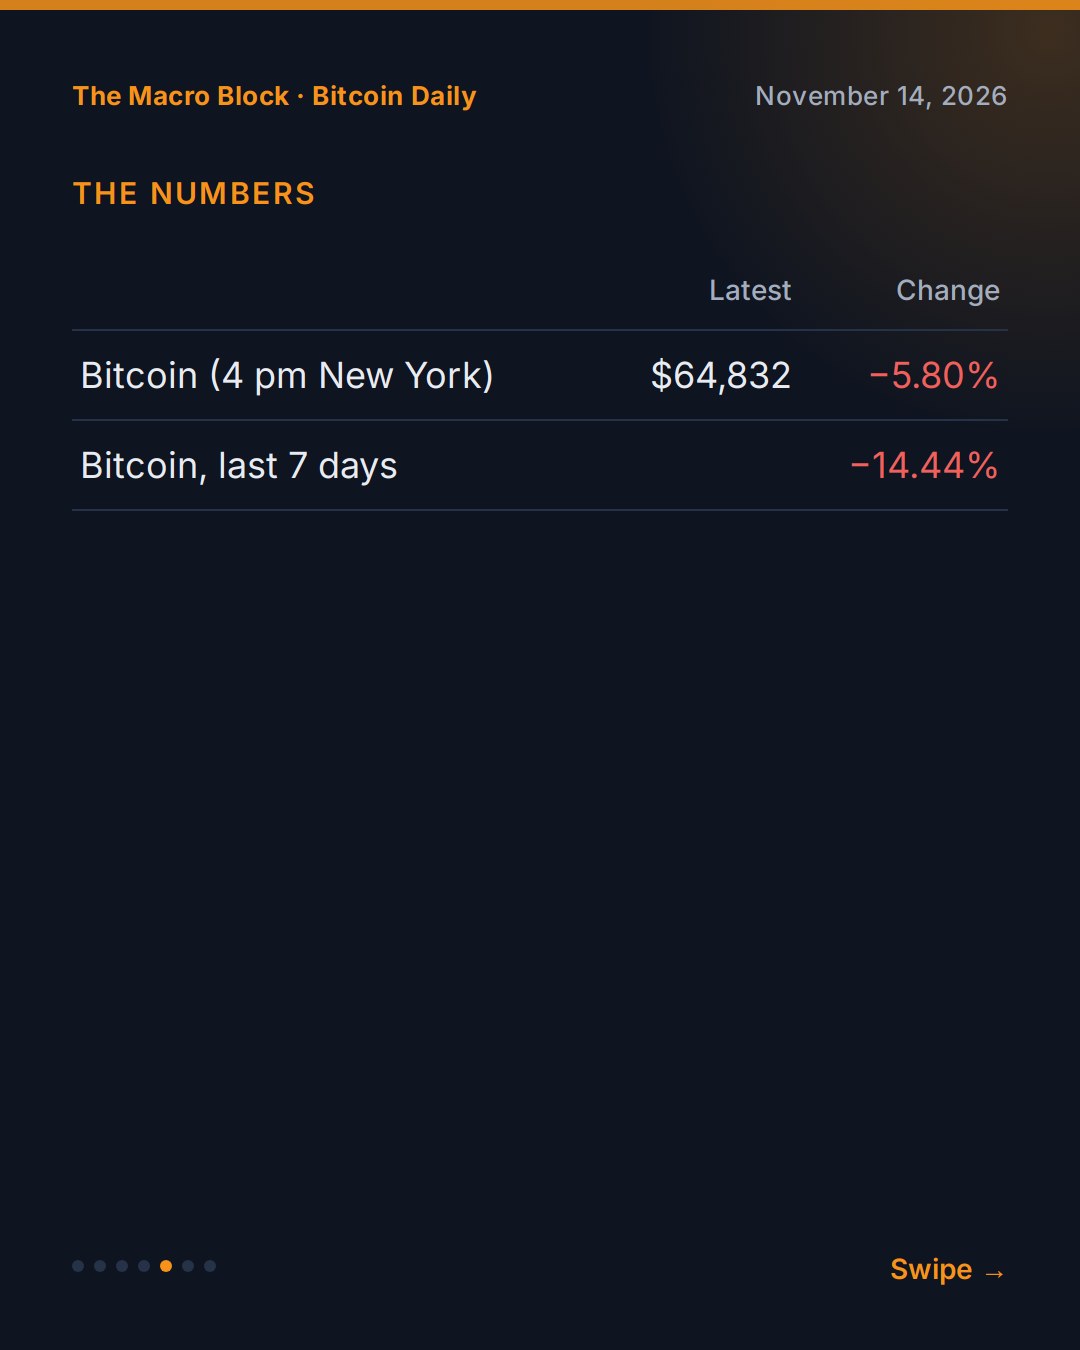 The Macro Block · Bitcoin Daily November 14, 2026
THE NUMBERS
Latest Change
Bitcoin (4 pm New York) $64,832 −5.80%
Bitcoin, last 7 days −14.44%
Swipe →